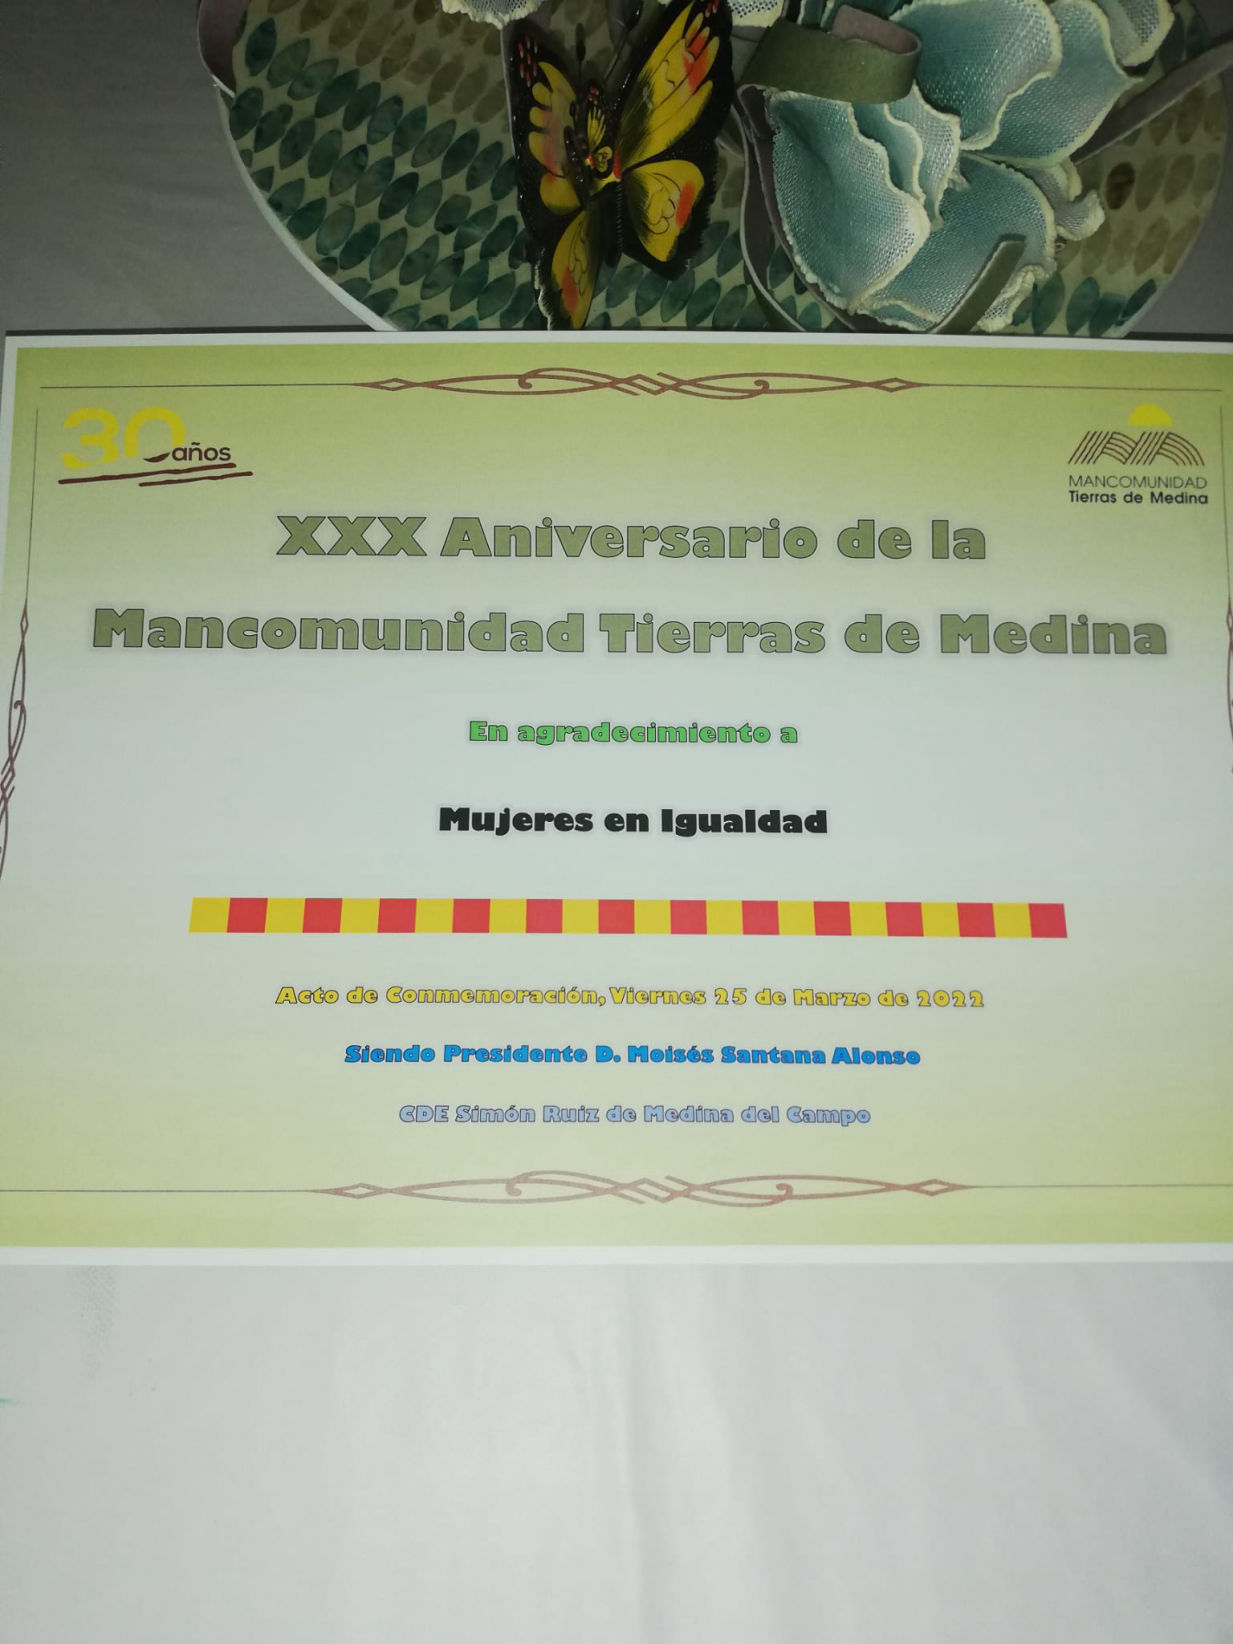 30 años
MANCOMUNIDAD
Tierras de Medina
XXX Aniversario de la
Mancomunidad Tierras de Medina
En agradecimiento a
Mujeres en Igualdad
Acto de Conmemoración, Viernes 25 de Marzo de 2022
Siendo Presidente D. Moisés Santana Alonso
CDE Simón Ruiz de Medina del Campo